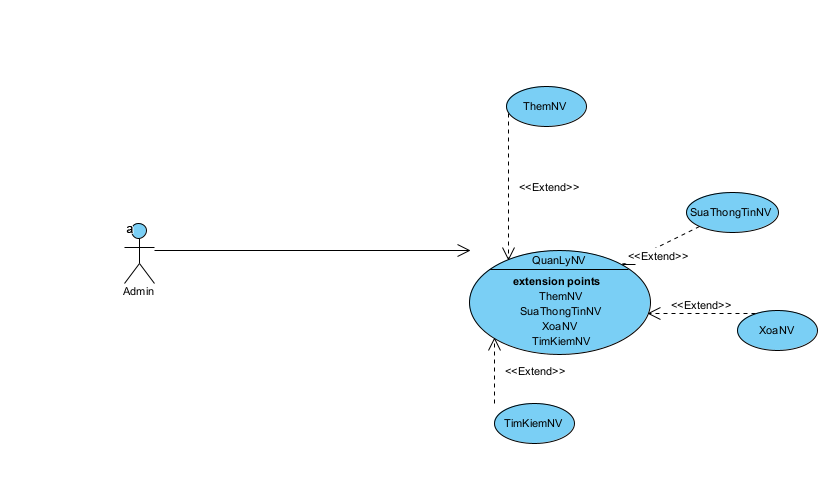 ThemNV
<<Extend>>
SuaThongTinNV
a
<<Extend>>
QuanLyNV
extension points
ThemNV
SuaThongTinNV
XoaNV
TimKiemNV
Admin
<<Extend>>
XoaNV
<<Extend>>
TimKiemNV